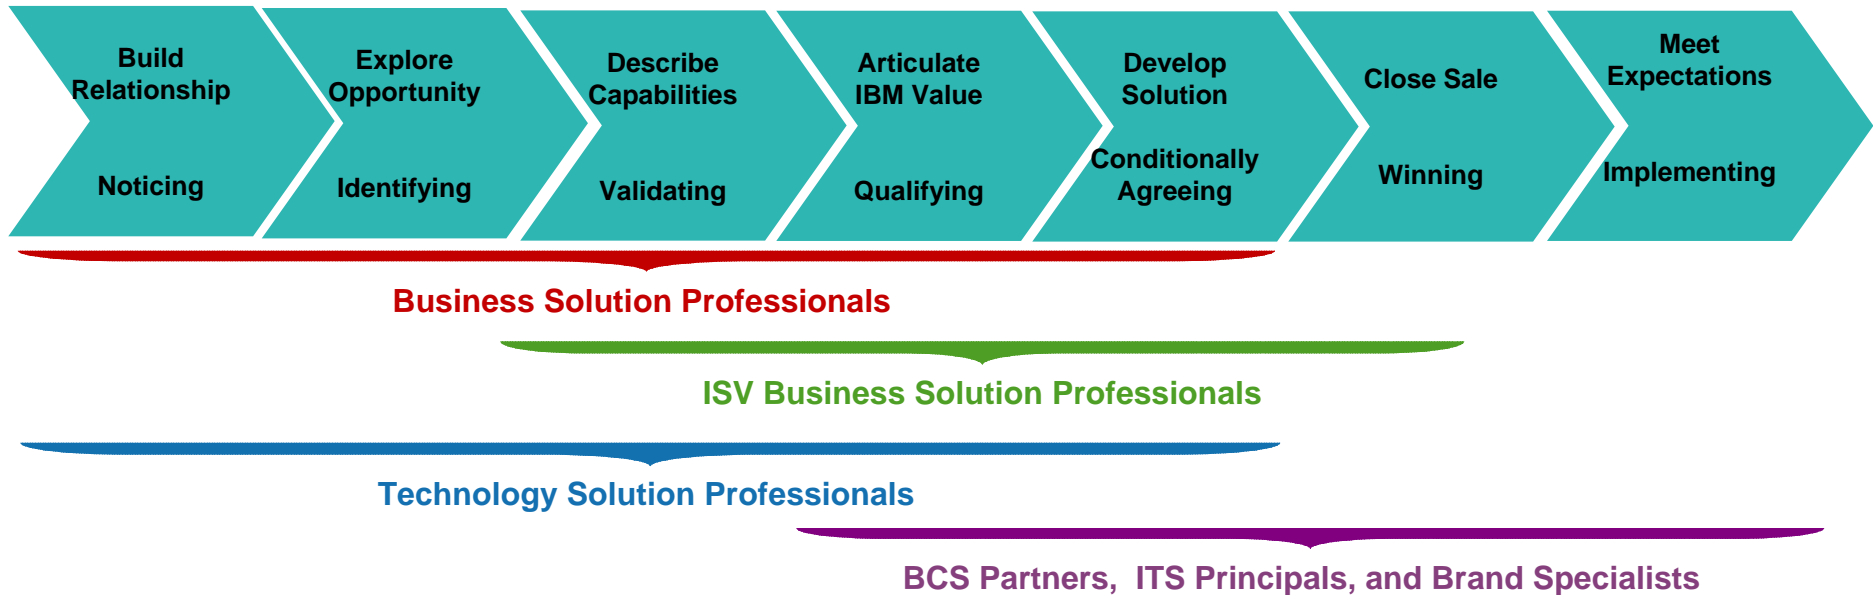 Build
Relationship
Noticing
Explore
Opportunity
Identifying
Describe
Capabilities
Validating
Articulate
IBM Value
Qualifying
Develop
Solution
Conditionally
Agreeing
Close Sale
Winning
Meet
Expectations
Implementing
Business Solution Professionals
ISV Business Solution Professionals
Technology Solution Professionals
BCS Partners, ITS Principals, and Brand Specialists